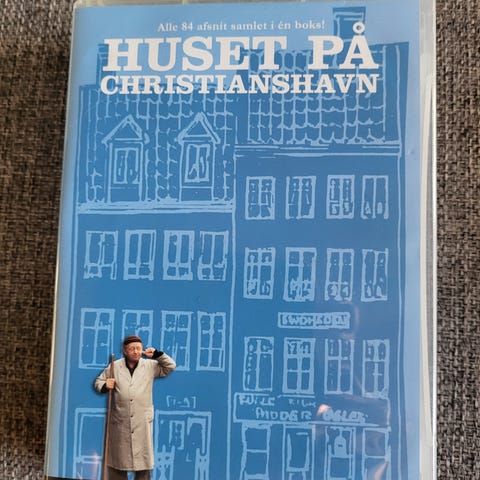 Alle 84 afsnit samlet i én boks!
HUSET PÅ
CHRISTIANSHAVN